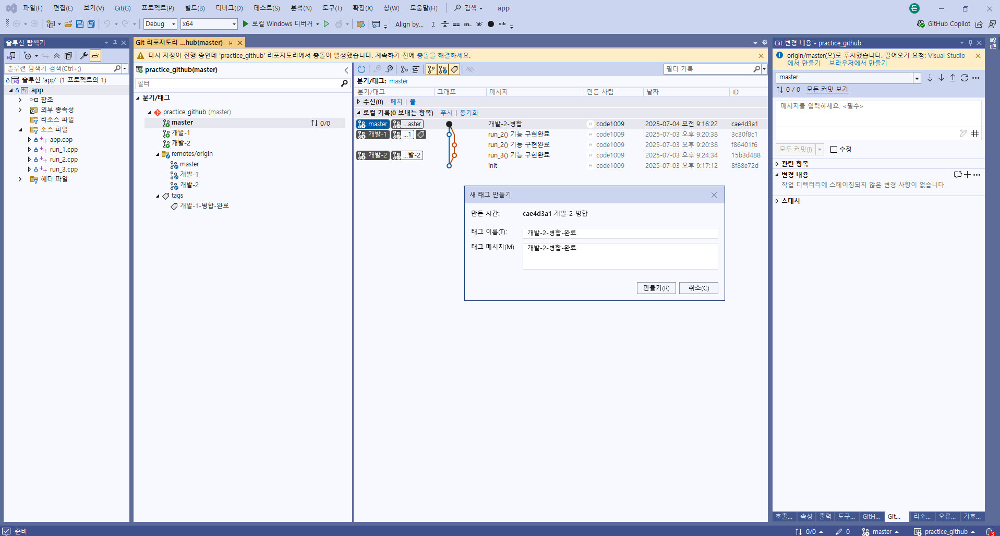 파일(F) 편집(E) 보기(V) Git(G) 프로젝트(P) 빌드(B) 디버그(D) 테스트(S) 분석(N) 도구(T) 확장(X) 창(W) 도움말(H) 검색 app
Debug x64 로컬 Windows 디버거 Align by... GitHub Copilot
솔루션 탐색기
솔루션 탐색기 검색(Ctrl+;)
솔루션 'app' (1 프로젝트의 1)
app
참조
외부 종속성
리소스 파일
소스 파일
app.cpp
run_1.cpp
run_2.cpp
run_3.cpp
헤더 파일
Git 리포지토리 ...hub(master)
다시 지정이 진행 중인데 'practice_github' 리포지토리에서 충돌이 발생했습니다. 계속하기 전에 충돌을 해결하세요.
practice_github(master)
필터
분기/태그
practice_github (master)
master 0/0
개발-1
개발-2
remotes/origin
master
개발-1
개발-2
tags
개발-1-병합-완료
필터 기록
분기/태그: master
분기/태그 그래프 메시지 만든 사람 날짜 ID
수신(0) 페치 | 풀
로컬 기록(0 보내는 항목) 푸시 | 동기화
master ...aster 개발-2-병합 code1009 2025-07-04 오전 9:16:22 cae4d3a1
개발-1 ...1 run_2() 기능 구현완료 code1009 2025-07-03 오후 9:20:38 3c30f8c1
run_2() 기능 구현완료 code1009 2025-07-03 오후 9:20:38 f86401f6
개발-2 ...발-2 run_3() 기능 구현완료 code1009 2025-07-03 오후 9:24:34 15b3d488
init code1009 2025-07-03 오후 9:17:12 8f88e72d
새 태그 만들기
만든 시간: cae4d3a1 개발-2-병합
태그 이름(T): 개발-2-병합-완료
태그 메시지(M) 개발-2-병합-완료
만들기(R) 취소(C)
Git 변경 내용 - practice_github
origin/master(으)로 푸시했습니다. 끌어오기 요청: Visual Studio
에서 만들기 브라우저에서 만들기
master
0 / 0 모든 커밋 보기
메시지를 입력하세요. <필수>
모두 커밋(I) 수정
관련 항목
변경 내용
작업 디렉터리에 스테이징되지 않은 변경 사항이 없습니다.
스태시
호출... 속성 출력 도구... GitH... Git... 리소... 오류... 기호...
준비 0/0 0 master practice_github 3